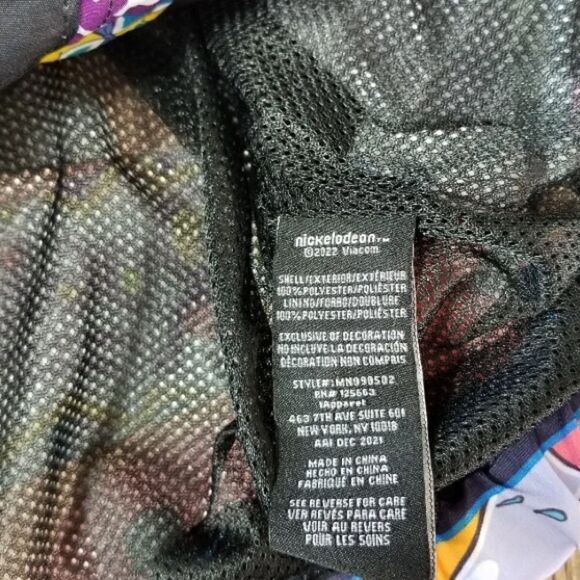 nickelodeon™
©2022 Viacom
SHELL/EXTERIOR/EXTÉRIEUR
100%POLYESTER/POLIÉSTER
LINING/FORRO/DOUBLURE
100%POLYESTER/POLIÉSTER
EXCLUSIVE OF DECORATION
NO INCLUYE LA DECORACIÓN
DÉCORATION NON COMPRIS
STYLE#:MN090502
RN# 125663
iApparel
463 7TH AVE SUITE 601
NEW YORK, NY 10018
AAI DEC 2021
MADE IN CHINA
HECHO EN CHINA
FABRIQUÉ EN CHINE
SEE REVERSE FOR CARE
VER REVÉS PARA CARE
VOIR AU REVERS
POUR LES SOINS